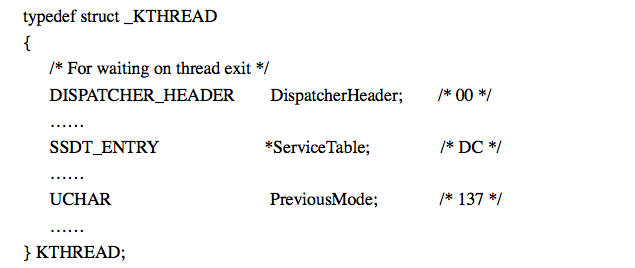 typedef struct _KTHREAD
{
/* For waiting on thread exit */
DISPATCHER_HEADER DispatcherHeader; /* 00 */
……
SSDT_ENTRY *ServiceTable; /* DC */
……
UCHAR PreviousMode; /* 137 */
……
} KTHREAD;